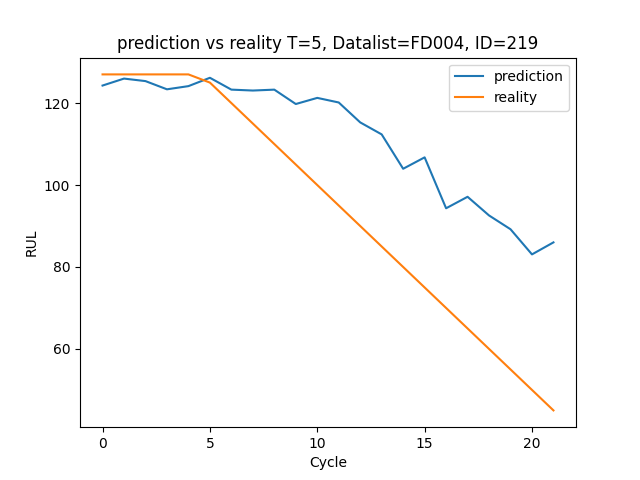 prediction vs reality T=5, Datalist=FD004, ID=219
prediction
reality
RUL
120
100
80
60
0 5 10 15 20
Cycle